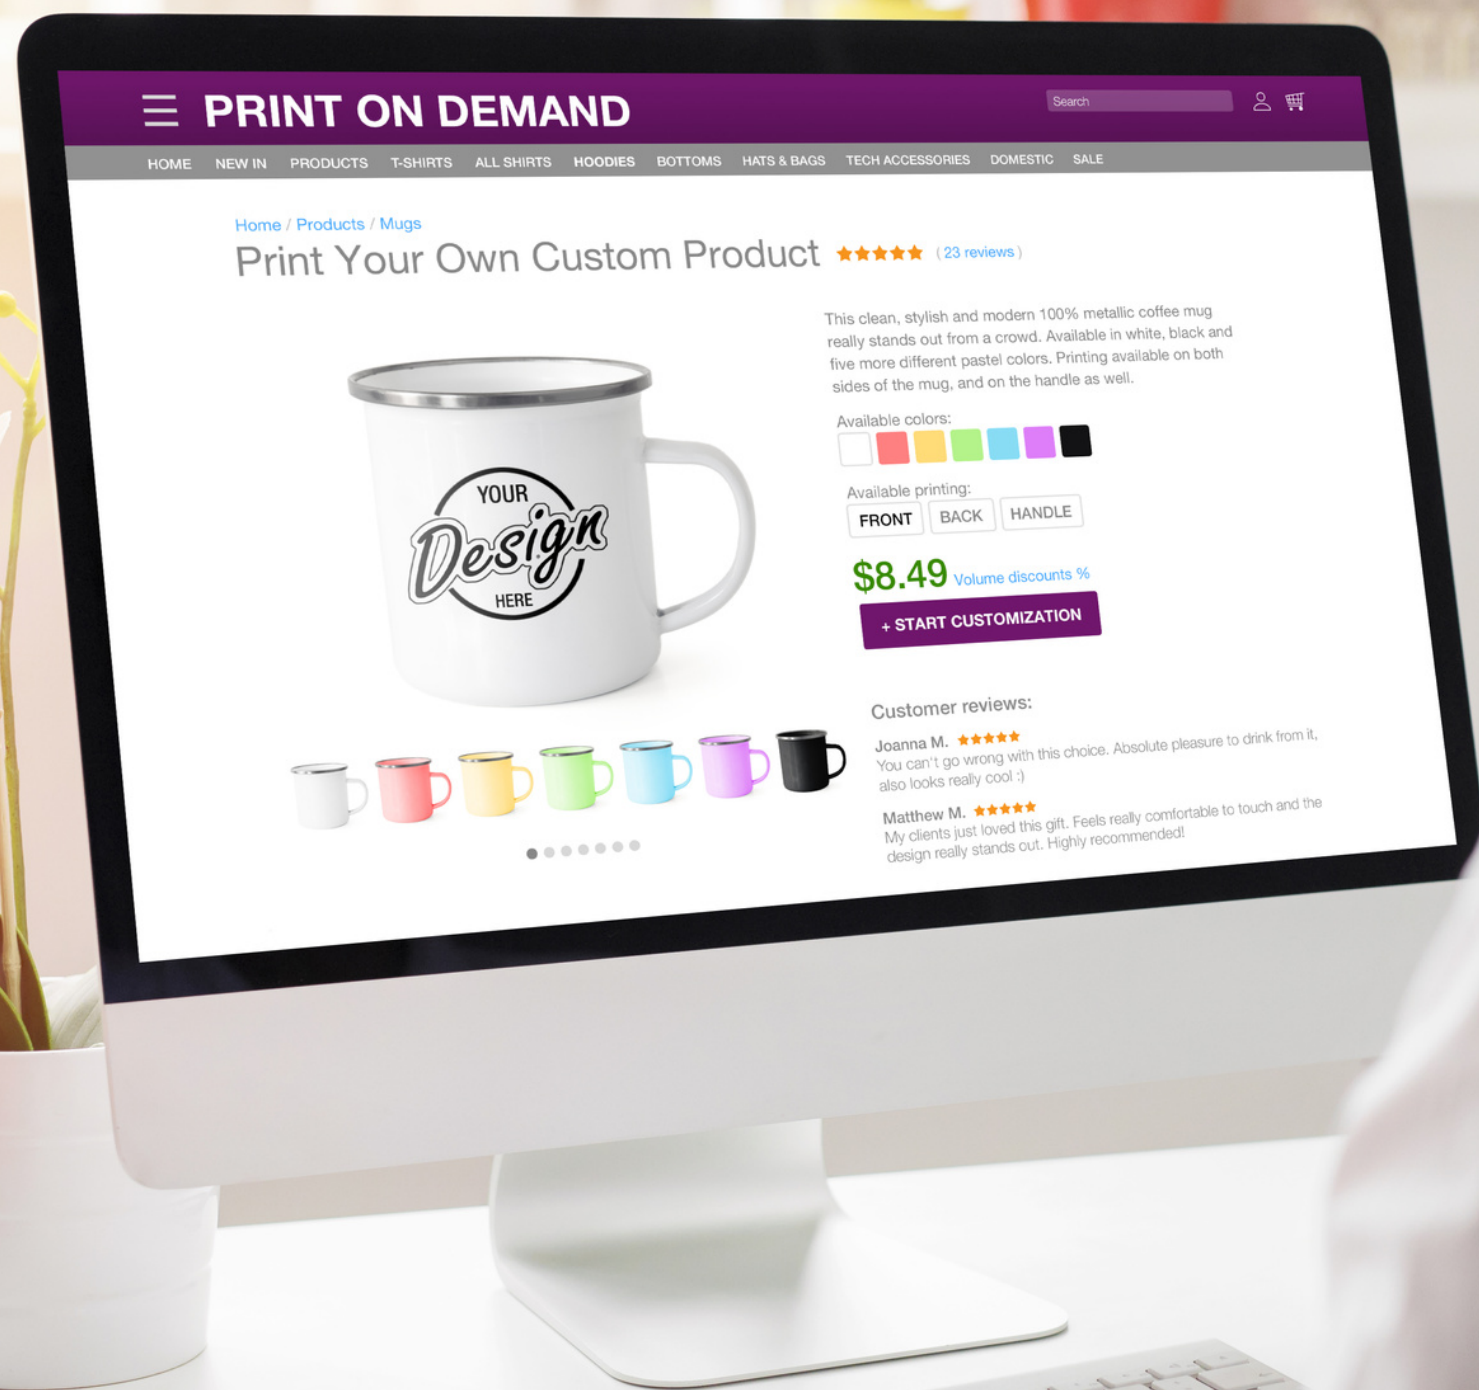 PRINT ON DEMAND
Search
HOME NEW IN PRODUCTS T-SHIRTS ALL SHIRTS HOODIES BOTTOMS HATS & BAGS TECH ACCESSORIES DOMESTIC SALE
Home / Products / Mugs
Print Your Own Custom Product
( 23 reviews )
YOUR
Design
HERE
This clean, stylish and modern 100% metallic coffee mug
really stands out from a crowd. Available in white, black and
five more different pastel colors. Printing available on both
sides of the mug, and on the handle as well.
Available colors:
Available printing:
FRONT BACK HANDLE
$8.49 Volume discounts %
+ START CUSTOMIZATION
Customer reviews:
Joanna M.
You can't go wrong with this choice. Absolute pleasure to drink from it,
also looks really cool :)
Matthew M.
My clients just loved this gift. Feels really comfortable to touch and the
design really stands out. Highly recommended!